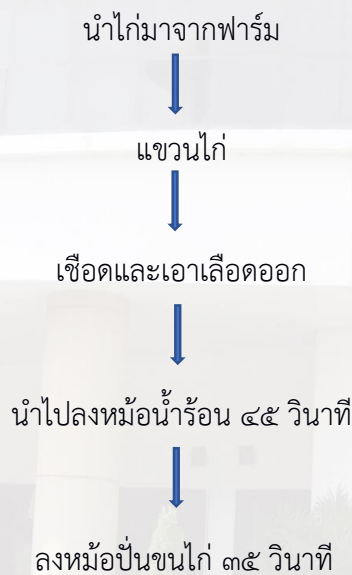 นำไก่มาจากฟาร์ม
แขวนไก่
เชือดและเอาเลือดออก
นำไปลงหม้อน้ำร้อน ๔๕ วินาที
ลงหม้อปั่นขนไก่ ๓๕ วินาที